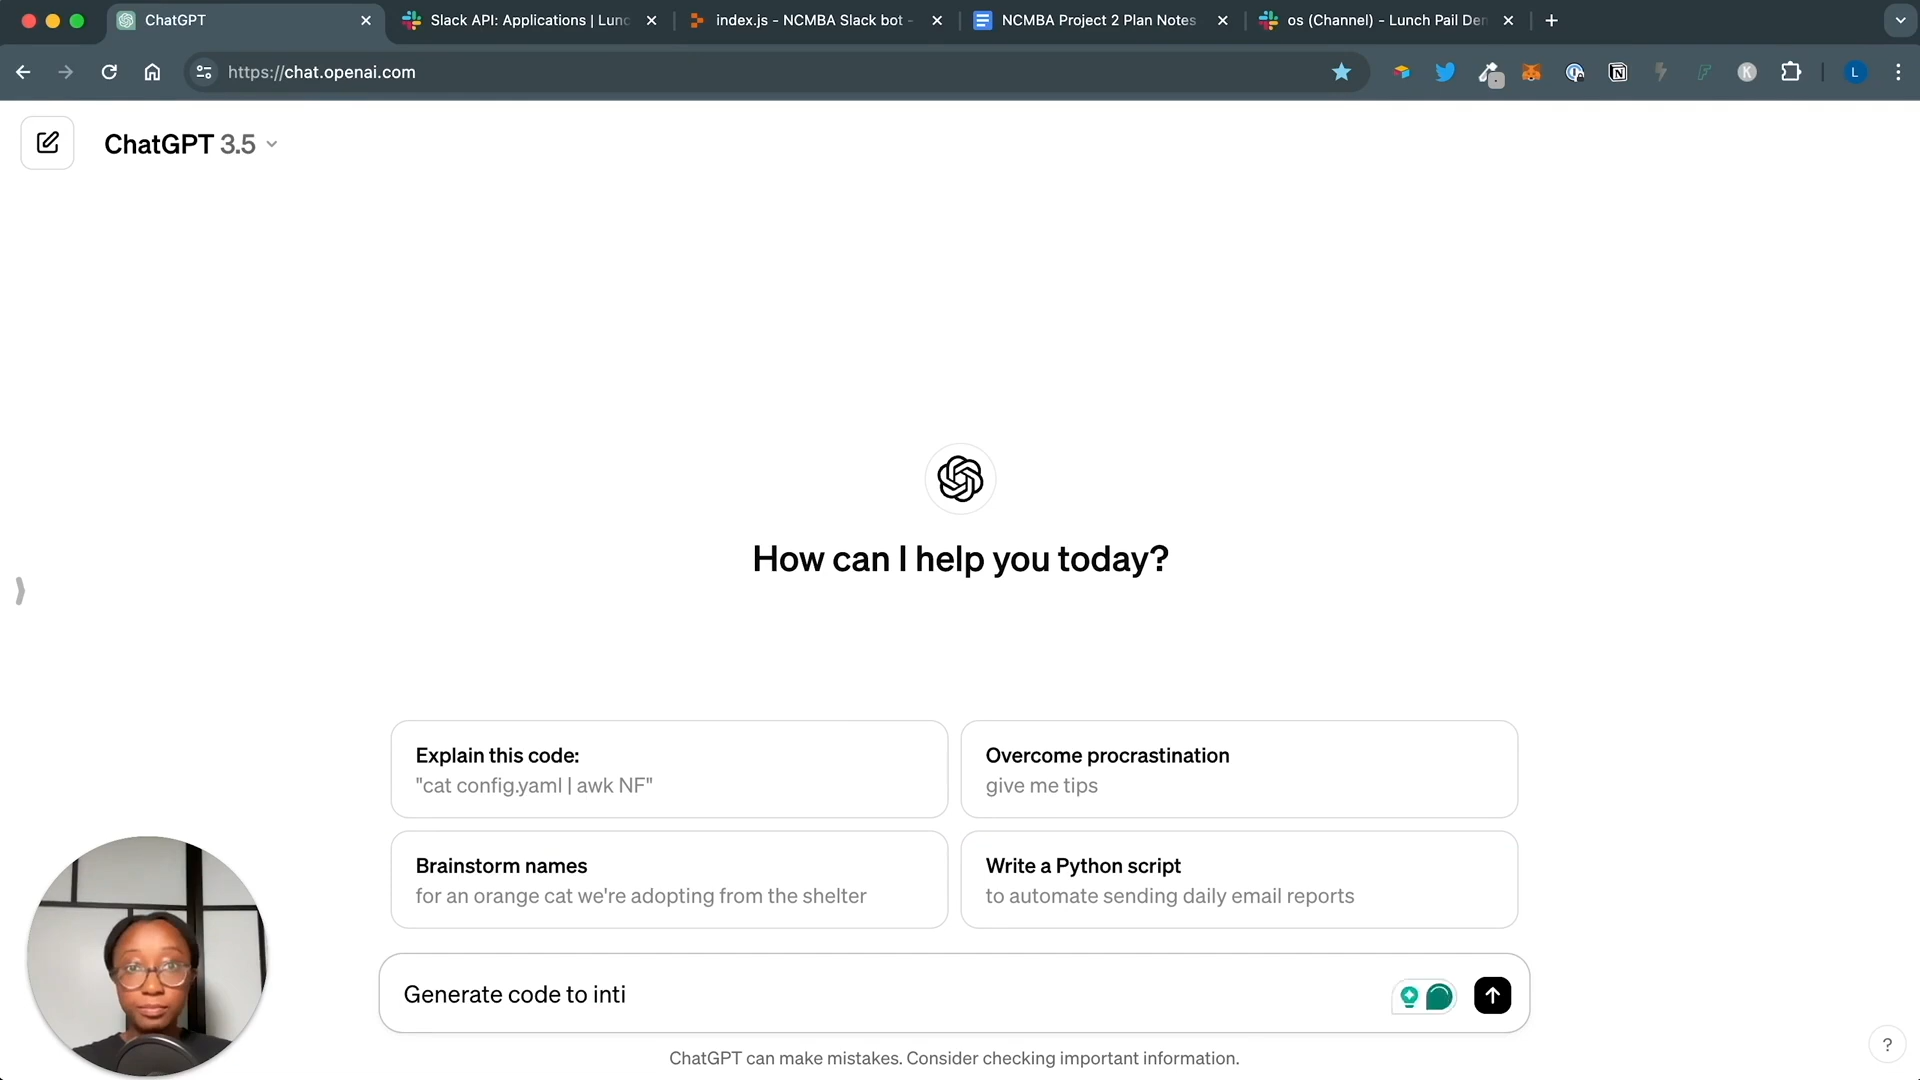 ChatGPT
Slack API: Applications | Lunc
index.js - NCMBA Slack bot -
NCMBA Project 2 Plan Notes
os (Channel) - Lunch Pail Den
https://chat.openai.com
L
K
ChatGPT 3.5
How can I help you today?
Explain this code:
"cat config.yaml | awk NF"
Overcome procrastination
give me tips
Brainstorm names
for an orange cat we're adopting from the shelter
Write a Python script
to automate sending daily email reports
Generate code to inti
ChatGPT can make mistakes. Consider checking important information.
?